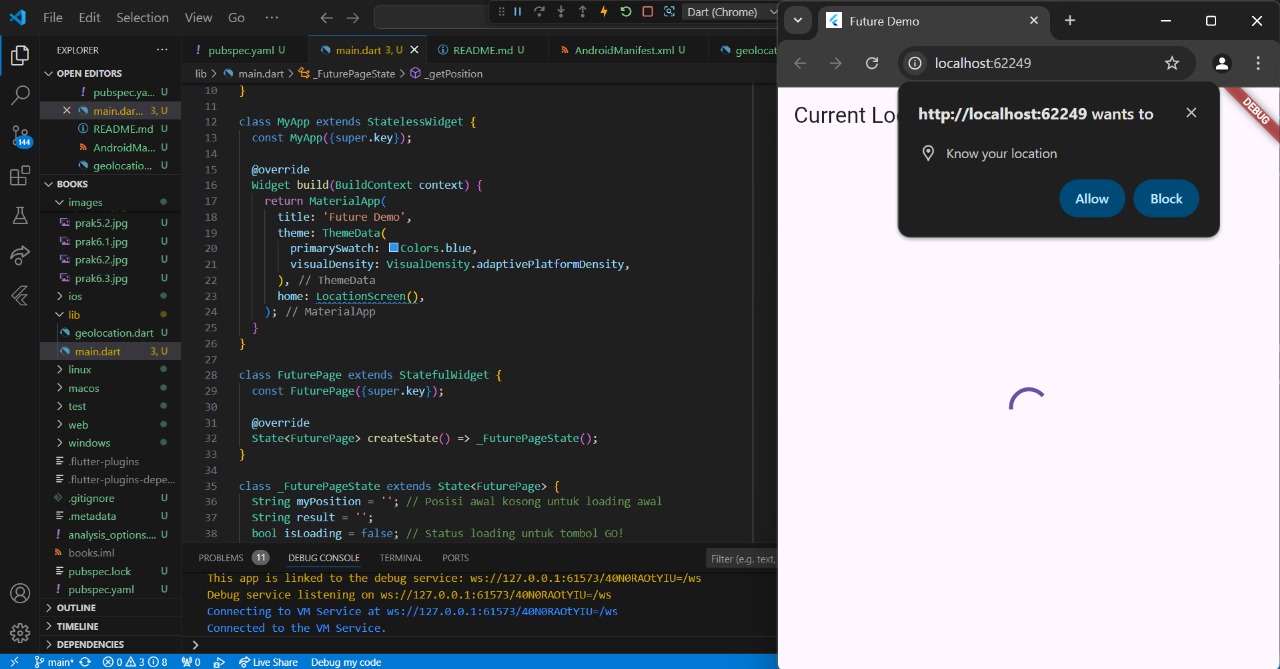 File Edit Selection View Go ···
Dart (Chrome)
EXPLORER ···
OPEN EDITORS
! pubspec.ya... U
× main.dar... 3, U
README.md U
AndroidMa... U
geolocatio... U
BOOKS
images
prak5.2.jpg U
prak6.1.jpg U
prak6.2.jpg U
prak6.3.jpg U
ios
lib
geolocation.dart U
main.dart 3, U
linux
macos
test
web
windows
.flutter-plugins
.flutter-plugins-depe...
.gitignore U
.metadata U
! analysis_options.... U
books.iml
pubspec.lock U
! pubspec.yaml U
OUTLINE
TIMELINE
DEPENDENCIES
144
! pubspec.yaml U
main.dart 3, U ×
README.md U
AndroidManifest.xml U
geolocat
lib > main.dart > _FuturePageState > _getPosition
10 }
11
12 class MyApp extends StatelessWidget {
13 const MyApp({super.key});
14
15 @override
16 Widget build(BuildContext context) {
17 return MaterialApp(
18 title: 'Future Demo',
19 theme: ThemeData(
20 primarySwatch: Colors.blue,
21 visualDensity: VisualDensity.adaptivePlatformDensity,
22 ), // ThemeData
23 home: LocationScreen(),
24 ); // MaterialApp
25 }
26 }
27
28 class FuturePage extends StatefulWidget {
29 const FuturePage({super.key});
30
31 @override
32 State<FuturePage> createState() => _FuturePageState();
33 }
34
35 class _FuturePageState extends State<FuturePage> {
36 String myPosition = ''; // Posisi awal kosong untuk loading awal
37 String result = '';
38 bool isLoading = false; // Status loading untuk tombol GO!
PROBLEMS 11 DEBUG CONSOLE TERMINAL PORTS
Filter (e.g. text,
This app is linked to the debug service: ws://127.0.0.1:61573/40N0RAOtYIU=/ws
Debug service listening on ws://127.0.0.1:61573/40N0RAOtYIU=/ws
Connecting to VM Service at ws://127.0.0.1:61573/40N0RAOtYIU=/ws
Connected to the VM Service.
>
main* 0 3 8 0 Live Share Debug my code
Future Demo
localhost:62249
Current Lo
DEBUG
http://localhost:62249 wants to
Know your location
Allow
Block